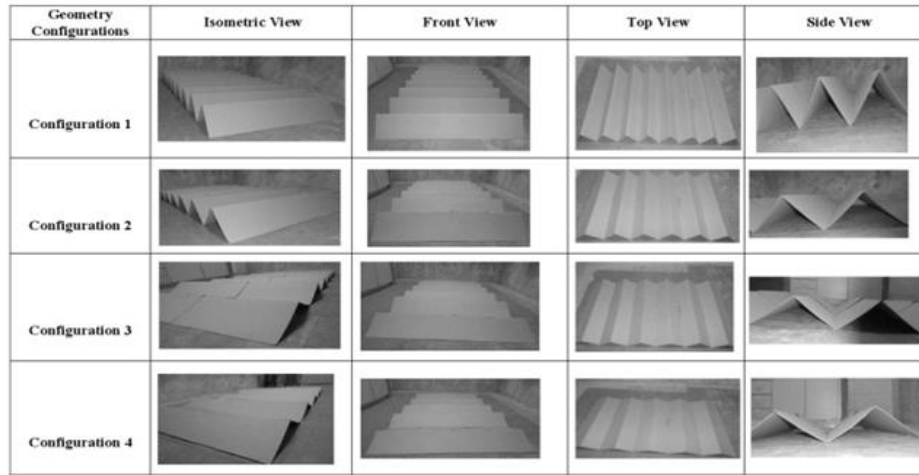 Geometry
Configurations
Isometric View
Front View
Top View
Side View
Configuration 1
Configuration 2
Configuration 3
Configuration 4